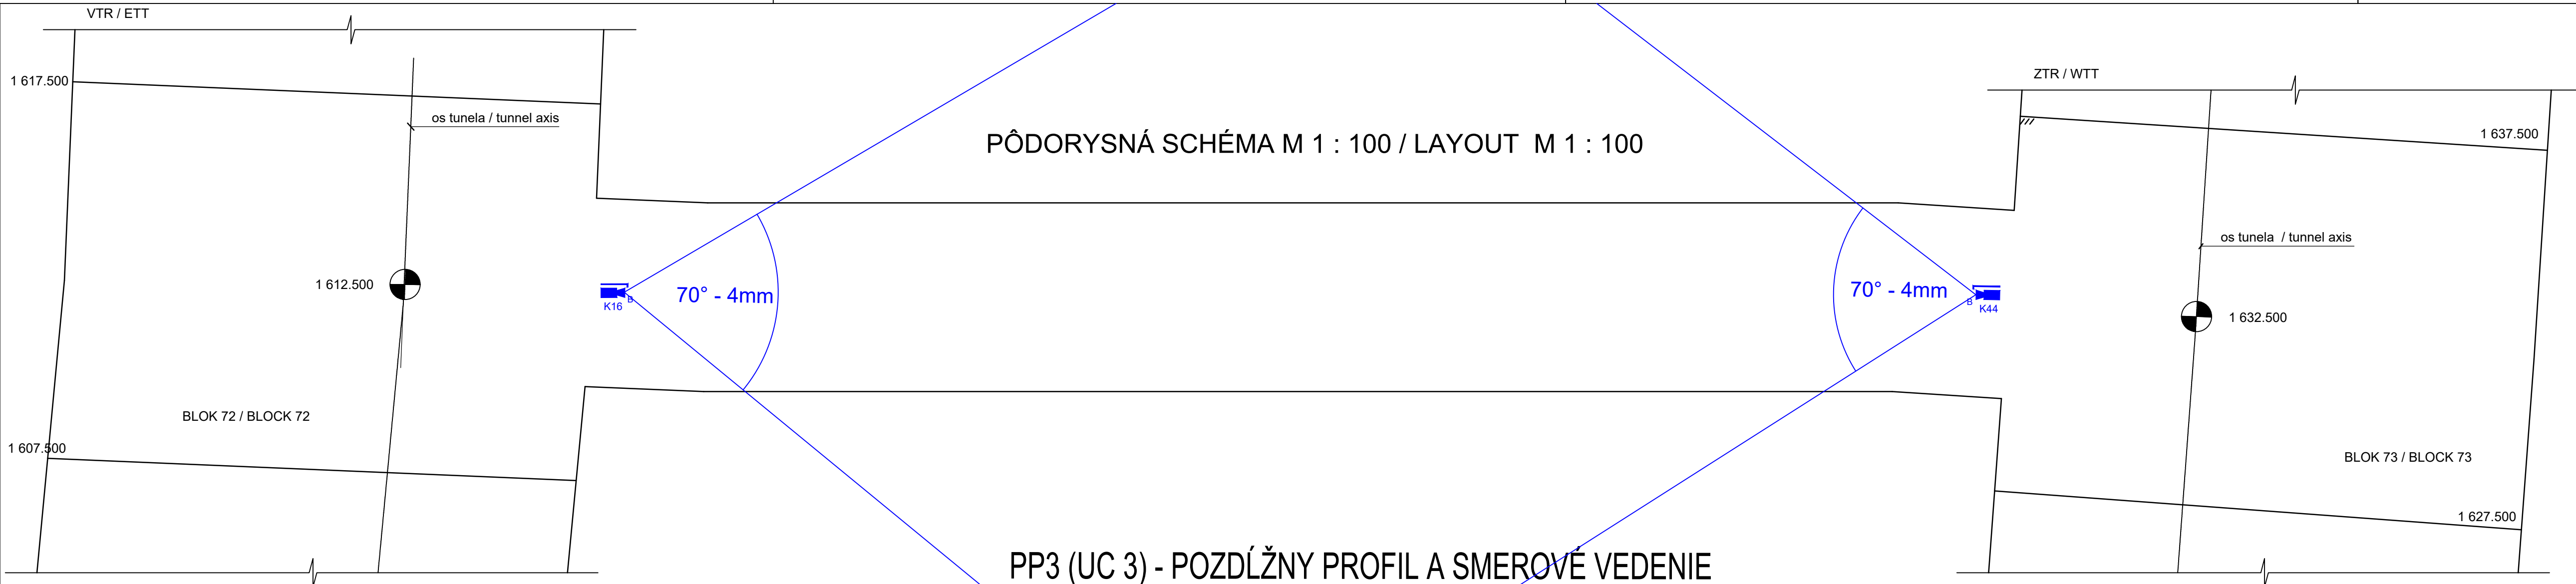 VTR / ETT
1 617.500
os tunela / tunnel axis
1 612.500
BLOK 72 / BLOCK 72
1 607.500
PÔDORYSNÁ SCHÉMA M 1 : 100 / LAYOUT M 1 : 100
B
K16
70° - 4mm
70° - 4mm
B
K44
ZTR / WTT
1 637.500
os tunela / tunnel axis
1 632.500
BLOK 73 / BLOCK 73
1 627.500
PP3 (UC 3) - POZDĹŽNY PROFIL A SMEROVÉ VEDENIE